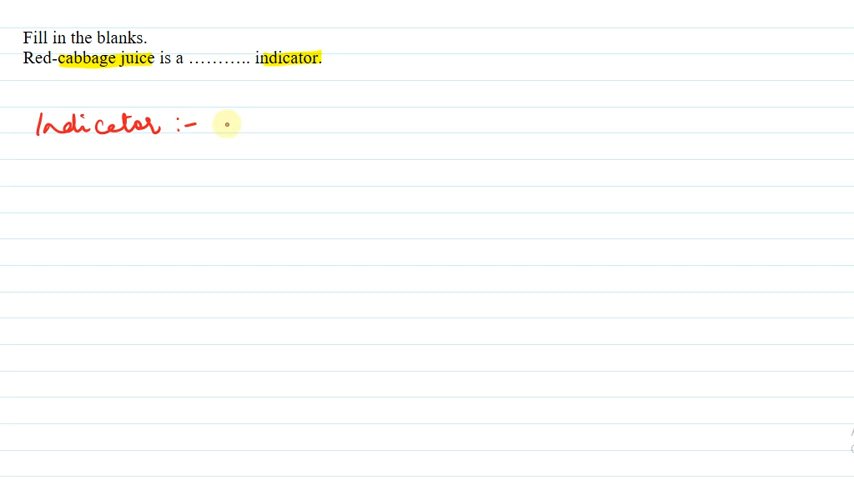 Fill in the blanks.
Red-cabbage juice is a ……….. indicator.
Indicator :-